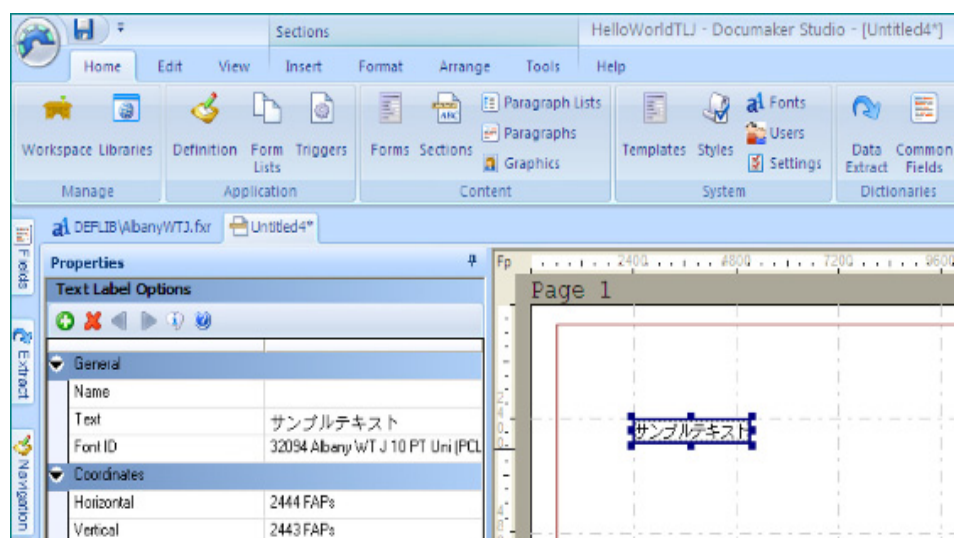 Sections
HelloWorldTLJ - Documaker Studio - [Untitled4*]
Home Edit View Insert Format Arrange Tools Help
Workspace Libraries
Manage
Definition Form Lists Triggers
Application
Forms Sections Paragraph Lists
Paragraphs
Graphics
Content
Templates Styles Fonts
Users
Settings
System
Data Extract Common Fields
Dictionaries
DEFLIB\AlbanyWTJ.fxr Untitled4*
Fields
Extract
Navigation
Properties
Text Label Options
General
Name
Text サンプルテキスト
Font ID 32094 Albany WT J 10 PT Uni (PCL
Coordinates
Horizontal 2444 FAPs
Vertical 2443 FAPs
Fp 2400 4800 7200 9600
Page 1
サンプルテキスト